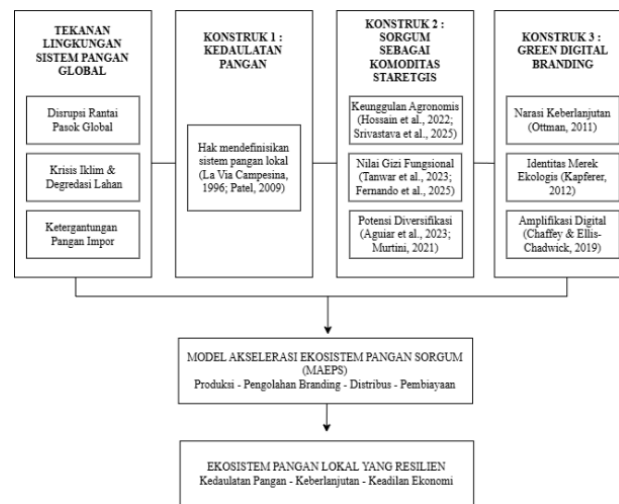 TEKANAN
LINGKUNGAN
SISTEM PANGAN
GLOBAL
Disrupsi Rantai
Pasok Global
Krisis Iklim &
Degredasi Lahan
Ketergantungan
Pangan Impor
KONSTRUK 1 :
KEDAULATAN
PANGAN
Hak mendefinisikan
sistem pangan lokal
(La Via Campesina,
1996; Patel, 2009)
KONSTRUK 2 :
SORGUM
SEBAGAI
KOMODITAS
STARETGIS
Keunggulan Agronomis
(Hossain et al., 2022;
Srivastava et al., 2025)
Nilai Gizi Fungsional
(Tanwar et al., 2023;
Fernando et al., 2025)
Potensi Diversifikasi
(Aguiar et al., 2023;
Murtini, 2021)
KONSTRUK 3 :
GREEN DIGITAL
BRANDING
Narasi Keberlanjutan
(Ottman, 2011)
Identitas Merek
Ekologis (Kapferer,
2012)
Amplifikasi Digital
(Chaffey & Ellis-
Chadwick, 2019)
MODEL AKSELERASI EKOSISTEM PANGAN SORGUM
(MAEPS)
Produksi - Pengolahan Branding - Distribus - Pembiayaan
EKOSISTEM PANGAN LOKAL YANG RESILIEN
Kedaulatan Pangan - Keberlanjutan - Keadilan Ekonomi